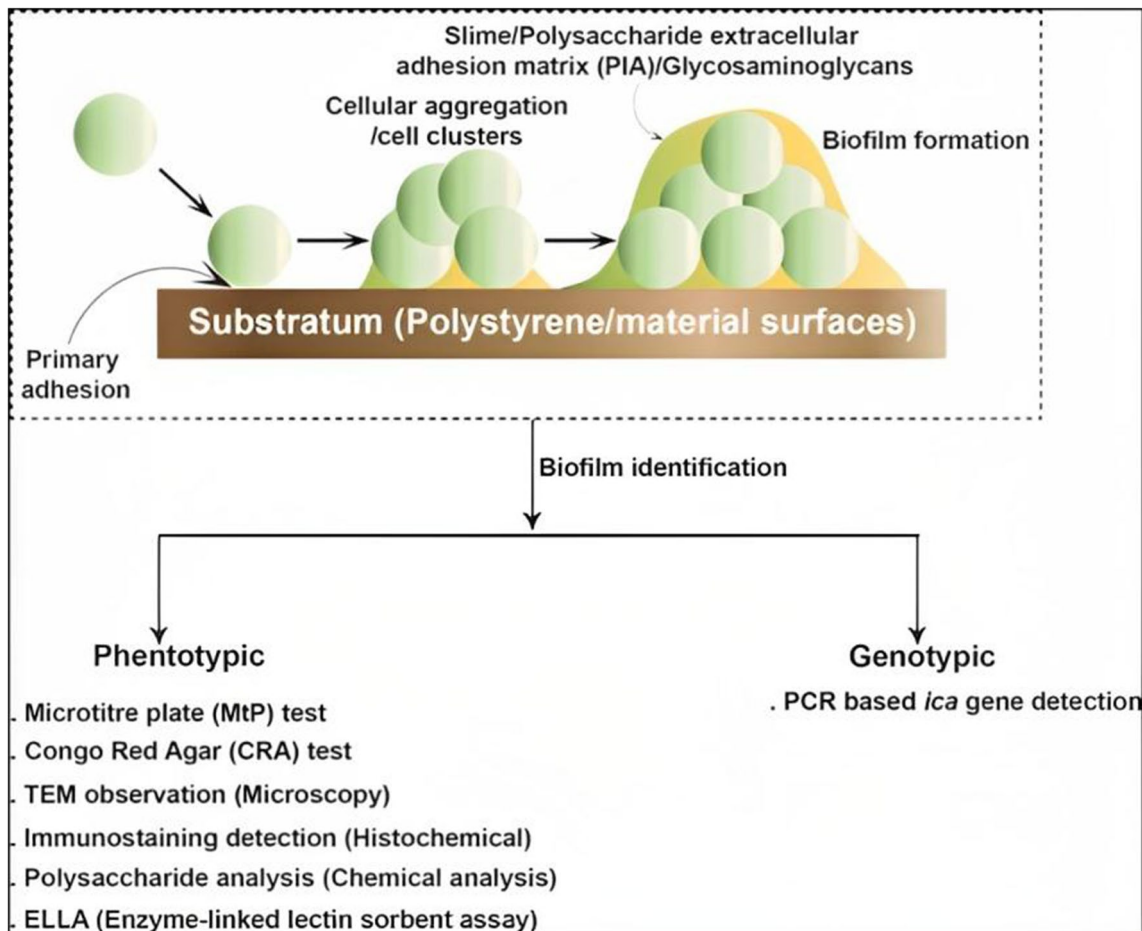 Slime/Polysaccharide extracellular
adhesion matrix (PIA)/Glycosaminoglycans
Cellular aggregation
/cell clusters
Biofilm formation
Substratum (Polystyrene/material surfaces)
Primary
adhesion
Biofilm identification
Phentotypic
. Microtitre plate (MtP) test
. Congo Red Agar (CRA) test
. TEM observation (Microscopy)
. Immunostaining detection (Histochemical)
. Polysaccharide analysis (Chemical analysis)
. ELLA (Enzyme-linked lectin sorbent assay)
Genotypic
. PCR based ica gene detection